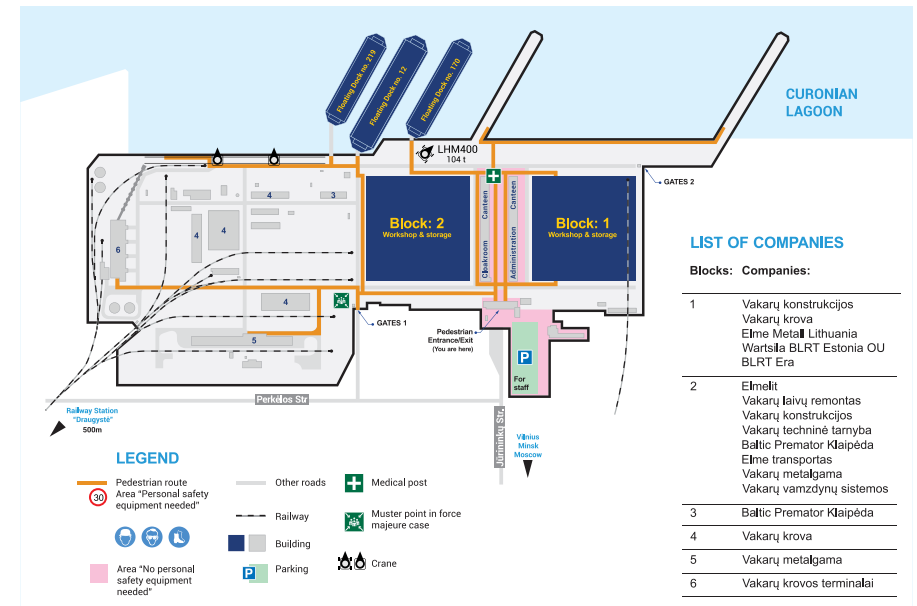 Floating Dock no. 219
Floating Dock no. 12
Floating Dock no. 170
CURONIAN
LAGOON
LHM400
104 t
GATES 2
4
3
4
4
6
Block: 2
Workshop & storage
Cloakroom
Canteen
Administration
Canteen
Block: 1
Workshop & storage
4
5
GATES 1
Pedestrian
Entrance/Exit
(You are here)
P
For
staff
Perkėlos Str
Jūrininkų Str.
Railway Station
"Draugystė"
500m
Vilnius
Minsk
Moscow
LIST OF COMPANIES
Blocks: Companies:
1 Vakarų konstrukcijos
Vakarų krova
Elme Metall Lithuania
Wartsila BLRT Estonia OU
BLRT Era
2 Elmelit
Vakarų laivų remontas
Vakarų konstrukcijos
Vakarų techninė tarnyba
Baltic Premator Klaipėda
Elme transportas
Vakarų metalgama
Vakarų vamzdynų sistemos
3 Baltic Premator Klaipėda
4 Vakarų krova
5 Vakarų metalgama
6 Vakarų krovos terminalai
LEGEND
Pedestrian route
30
Area "Personal safety
equipment needed"
Area "No personal
safety equipment
needed"
Other roads
Railway
Building
P
Parking
Medical post
Muster point in force
majeure case
Crane